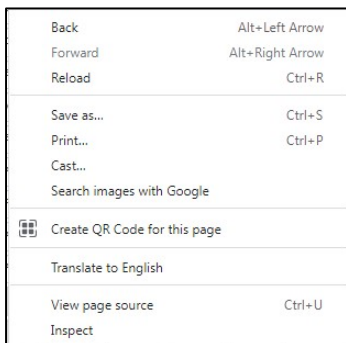 Back Alt+Left Arrow
Forward Alt+Right Arrow
Reload Ctrl+R
Save as... Ctrl+S
Print... Ctrl+P
Cast...
Search images with Google
Create QR Code for this page
Translate to English
View page source Ctrl+U
Inspect